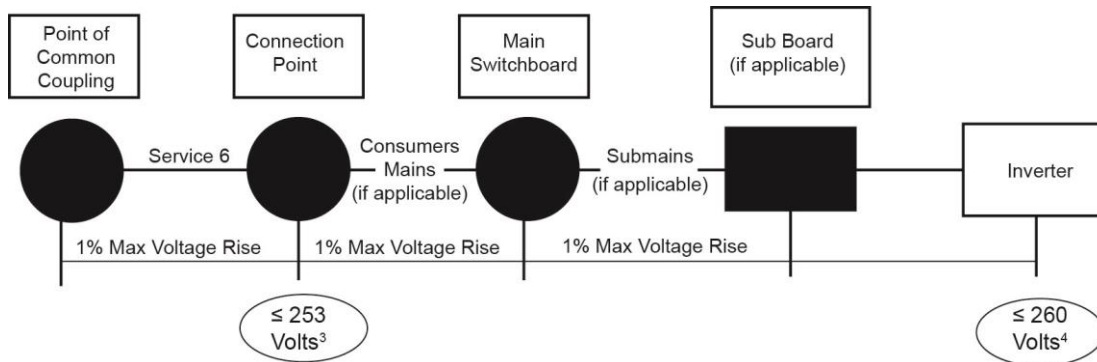 Point of
Common
Coupling
Connection
Point
Main
Switchboard
Sub Board
(if applicable)
Service 6
Consumers
Mains
(if applicable)
Submains
(if applicable)
Inverter
1% Max Voltage Rise
1% Max Voltage Rise
1% Max Voltage Rise
≤ 253
Volts³
≤ 260
Volts⁴